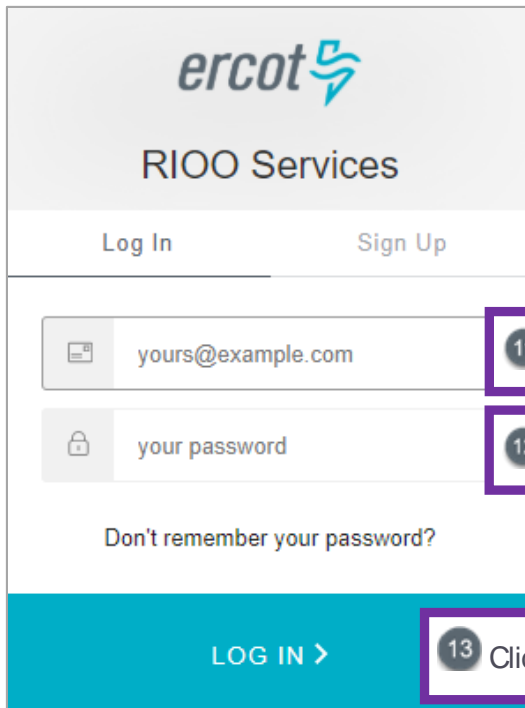 ercot
RIOO Services
Log In Sign Up
yours@example.com
your password
Don't remember your password?
LOG IN >
13